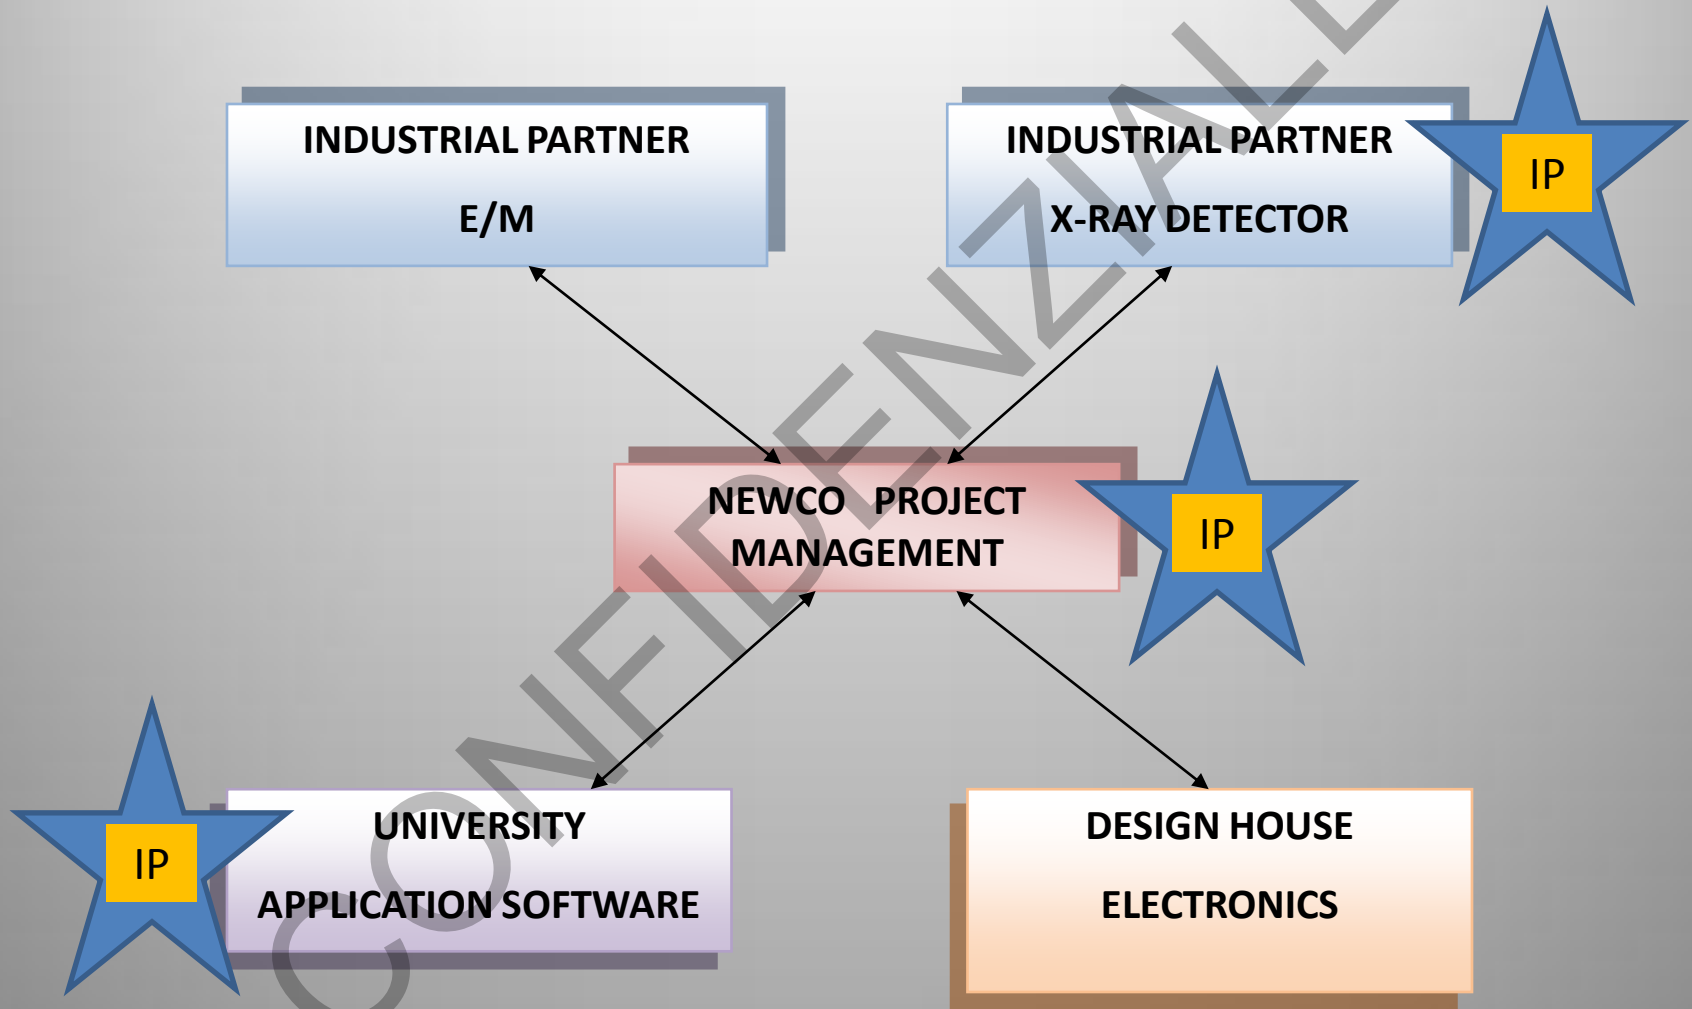 INDUSTRIAL PARTNER
E/M
INDUSTRIAL PARTNER
X-RAY DETECTOR
IP
NEWCO PROJECT
MANAGEMENT
IP
IP
UNIVERSITY
APPLICATION SOFTWARE
DESIGN HOUSE
ELECTRONICS
CONFIDENZIALE